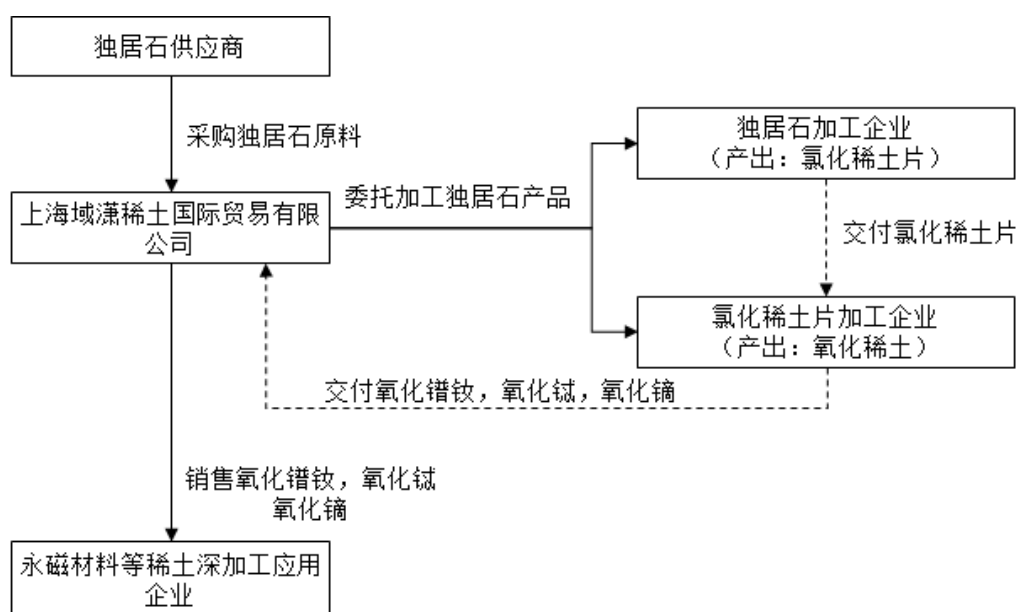 独居石供应商
采购独居石原料
独居石加工企业
（产出：氯化稀土片）
委托加工独居石产品
上海域潇稀土国际贸易有限
公司
交付氯化稀土片
氯化稀土片加工企业
（产出：氧化稀土）
交付氧化镨钕，氧化铽，氧化镝
销售氧化镨钕，氧化铽
氧化镝
永磁材料等稀土深加工应用
企业